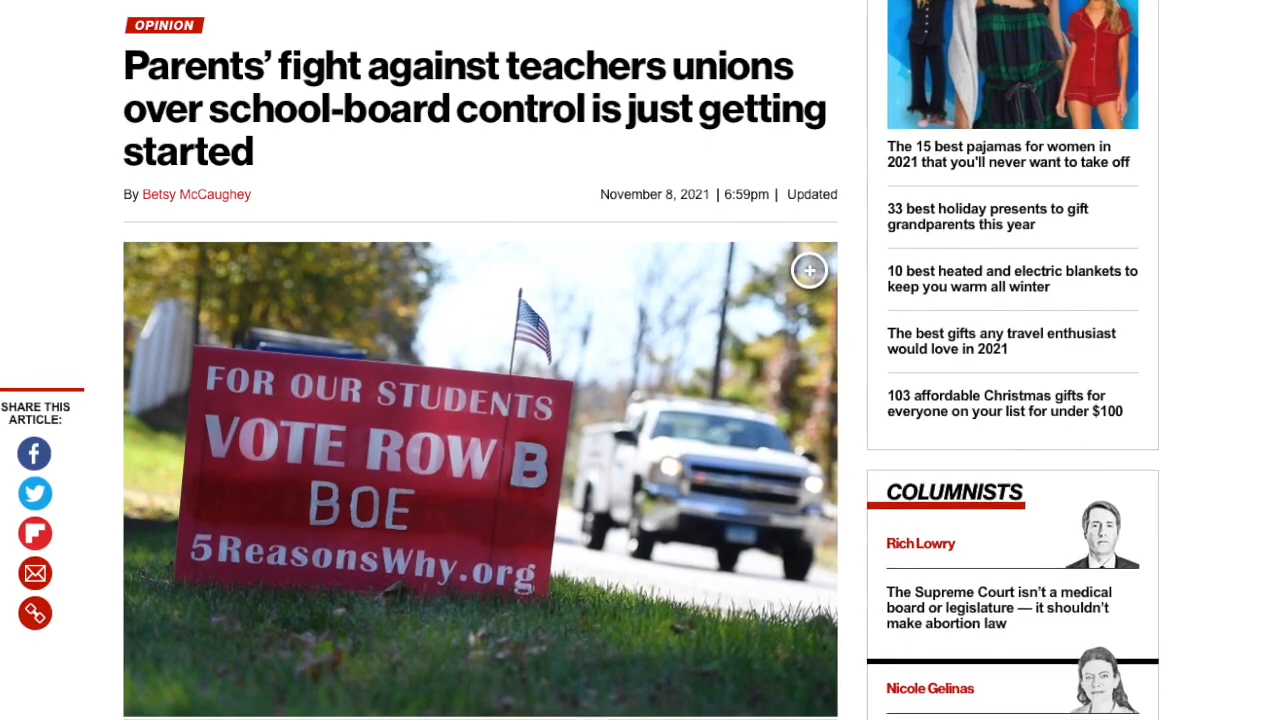 OPINION
Parents’ fight against teachers unions
over school-board control is just getting
started
By Betsy McCaughey
November 8, 2021 | 6:59pm | Updated
FOR OUR STUDENTS
VOTE ROW B
BOE
5ReasonsWhy.org
SHARE THIS
ARTICLE:
The 15 best pajamas for women in
2021 that you'll never want to take off
33 best holiday presents to gift
grandparents this year
10 best heated and electric blankets to
keep you warm all winter
The best gifts any travel enthusiast
would love in 2021
103 affordable Christmas gifts for
everyone on your list for under $100
COLUMNISTS
Rich Lowry
The Supreme Court isn’t a medical
board or legislature — it shouldn’t
make abortion law
Nicole Gelinas